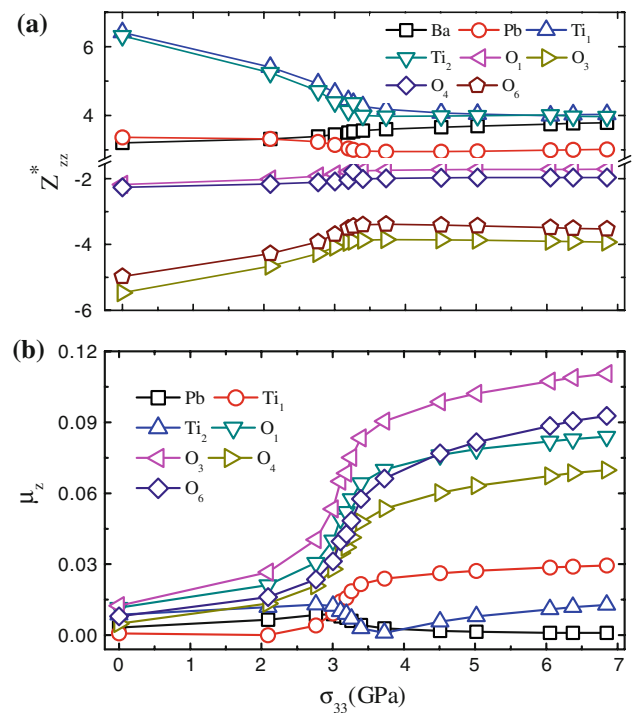 (a)
Ba Pb Ti₁
Ti₂ O₁ O₃
O₄ O₆
6
4
-2
-4
-6
Z*zz
(b)
0.12
0.09
0.06
0.03
0.00
μz
Pb Ti₁
Ti₂ O₁
O₃ O₄
O₆
0 1 2 3 4 5 6 7
σ₃₃(GPa)